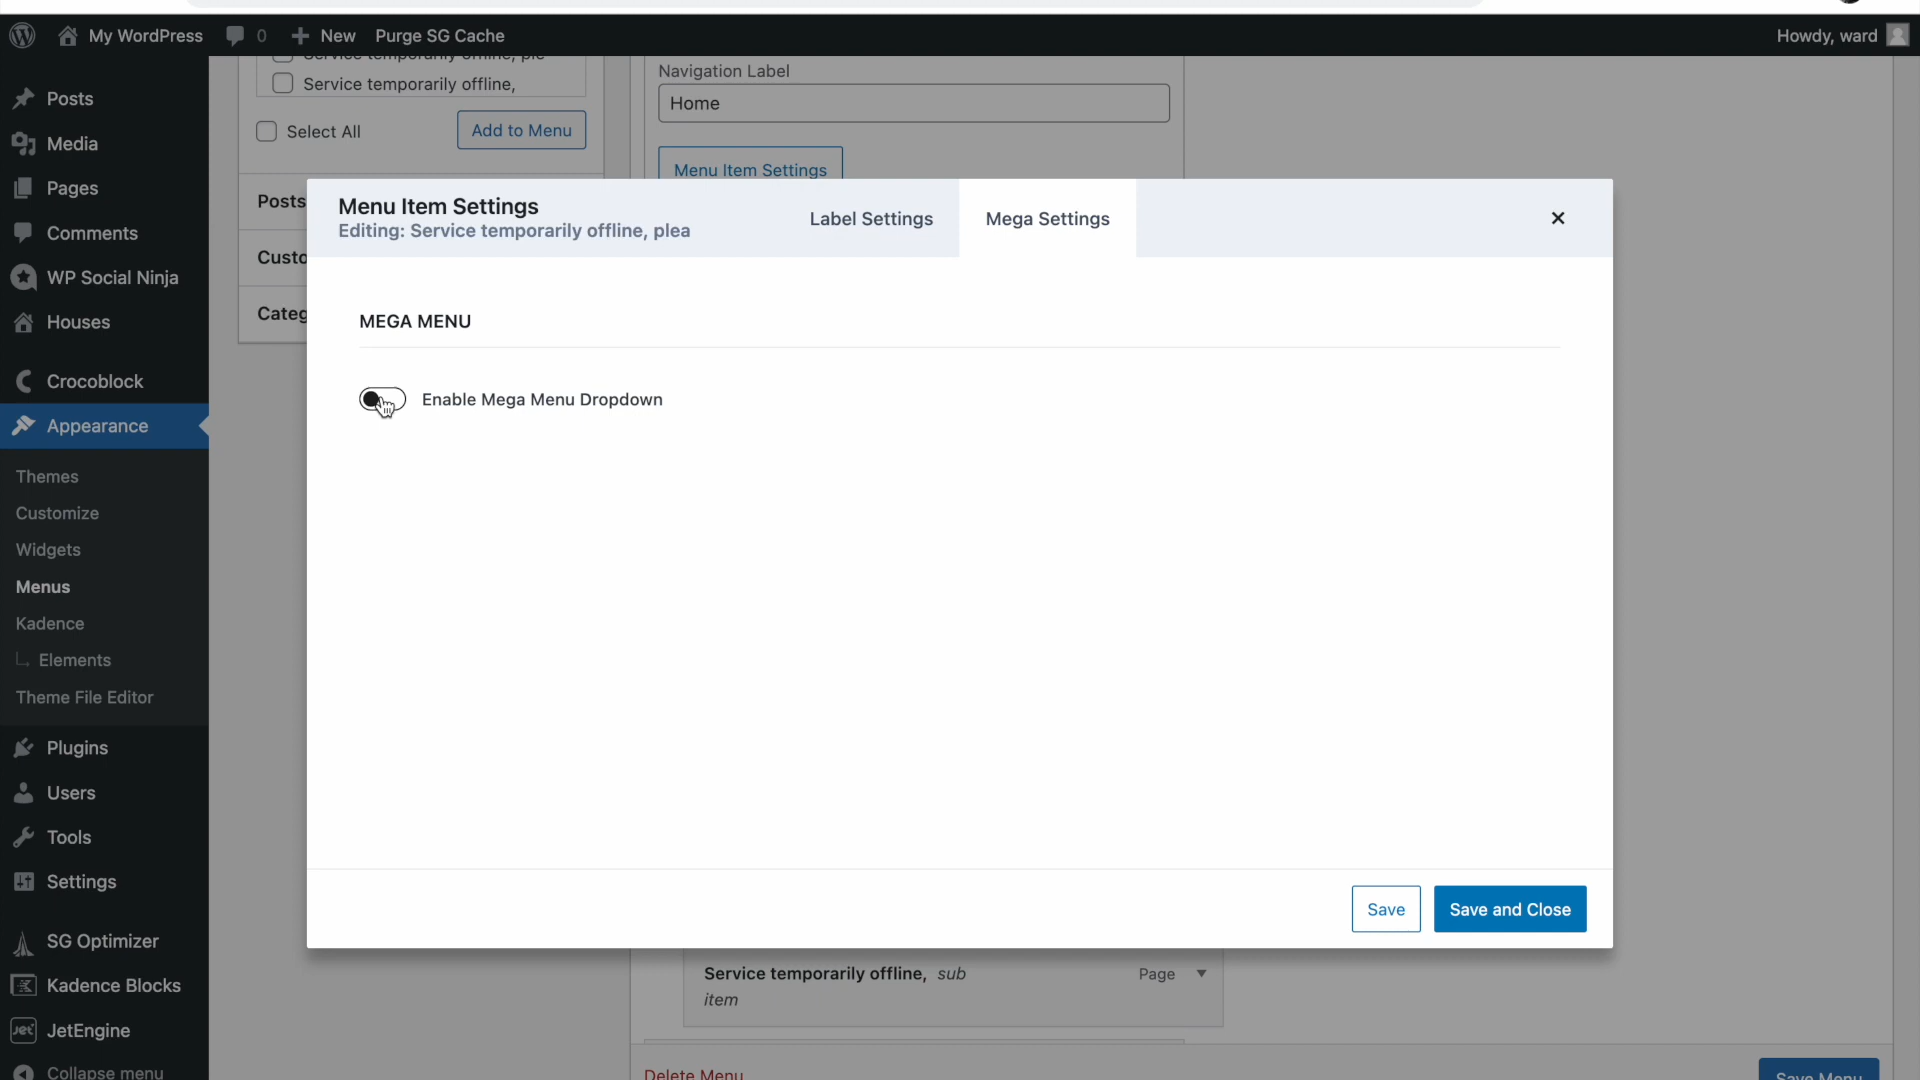 My WordPress
0
New
Purge SG Cache
Howdy, ward
Posts
Media
Pages
Comments
WP Social Ninja
Houses
Crocoblock
Appearance
Themes
Customize
Widgets
Menus
Kadence
Elements
Theme File Editor
Plugins
Users
Tools
Settings
SG Optimizer
Kadence Blocks
JetEngine
Collapse menu
Service temporarily offline, ple
Service temporarily offline,
Select All
Add to Menu
Posts
Custo
Categ
Navigation Label
Home
Menu Item Settings
Menu Item Settings
Editing: Service temporarily offline, plea
Label Settings
Mega Settings
MEGA MENU
Enable Mega Menu Dropdown
Save
Save and Close
Service temporarily offline, sub
item
Page
Delete Menu
Save Menu